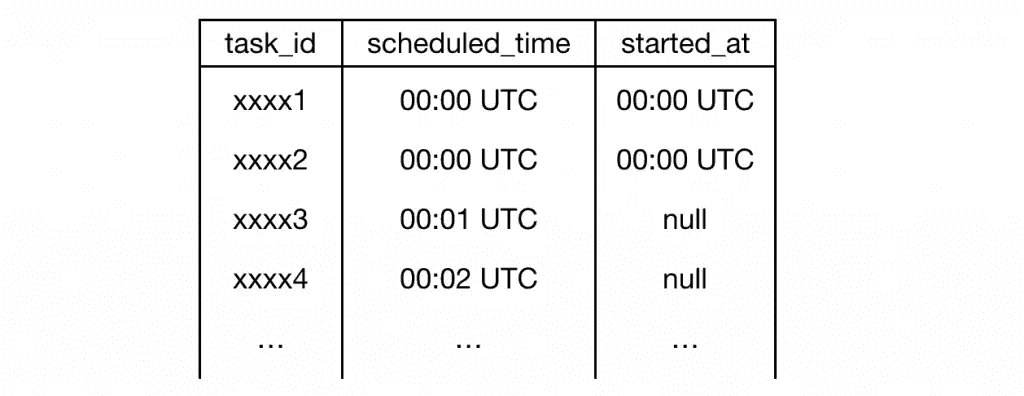 task_id scheduled_time started_at
xxxx1 00:00 UTC 00:00 UTC
xxxx2 00:00 UTC 00:00 UTC
xxxx3 00:01 UTC null
xxxx4 00:02 UTC null
... ... ...